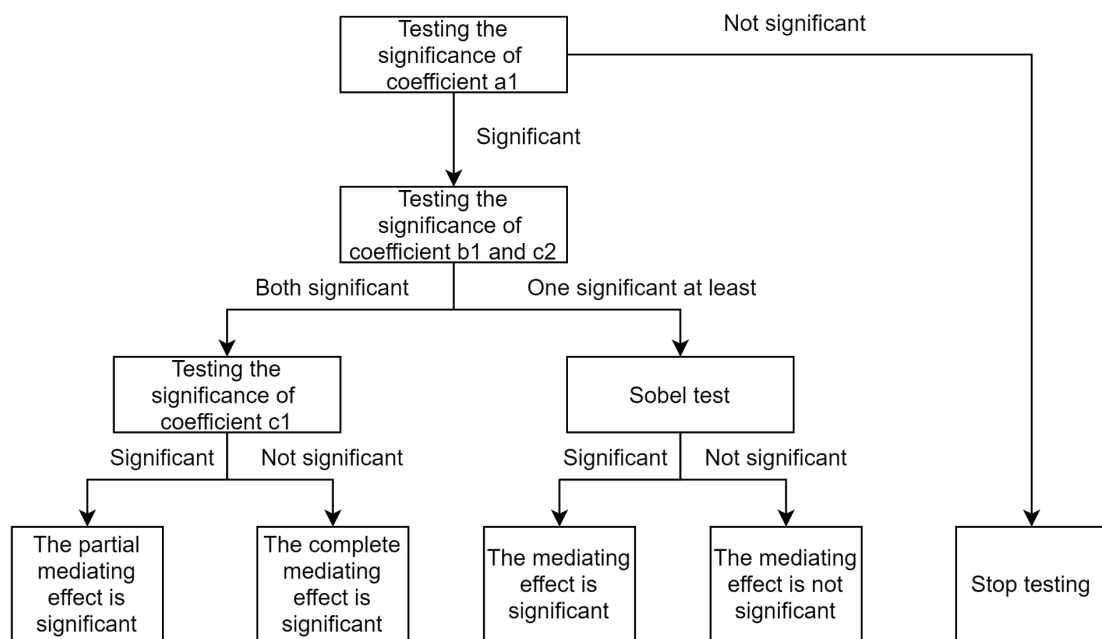 Testing the
significance of
coefficient a1
Not significant
Significant
Testing the
significance of
coefficient b1 and c2
Both significant
One significant at least
Testing the
significance of
coefficient c1
Sobel test
Significant
Not significant
Significant
Not significant
The partial
mediating
effect is
significant
The complete
mediating
effect is
significant
The mediating
effect is
significant
The mediating
effect is not
significant
Stop testing